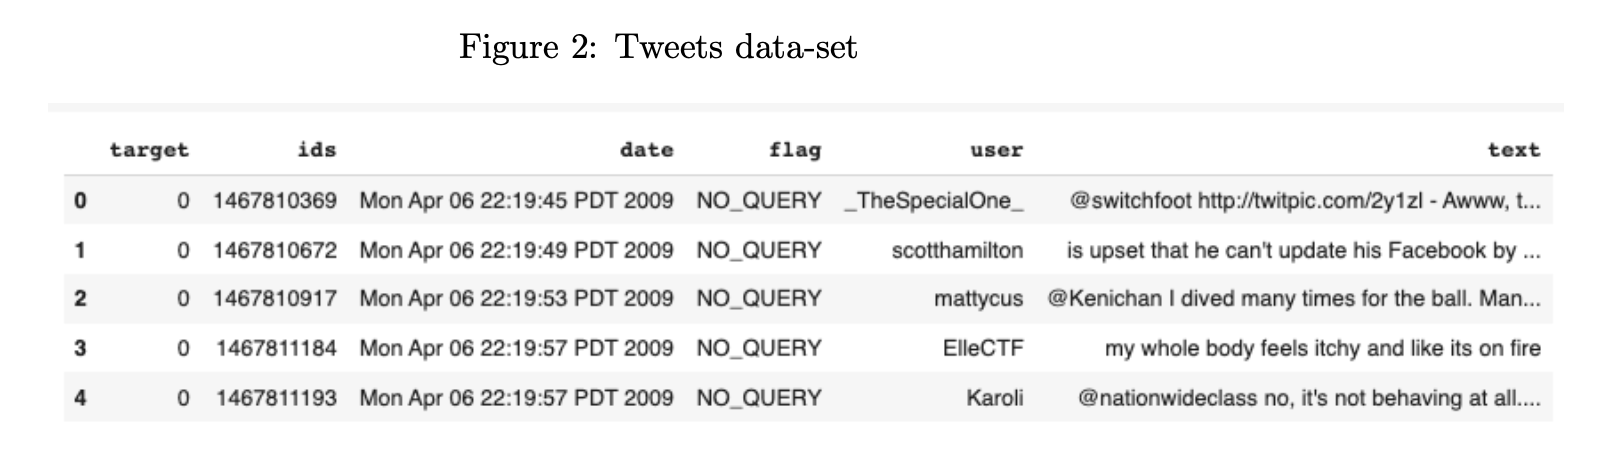 Figure 2: Tweets data-set
target ids date flag user text
0 0 1467810369 Mon Apr 06 22:19:45 PDT 2009 NO_QUERY _TheSpecialOne_ @switchfoot http://twitpic.com/2y1zl - Awww, t...
1 0 1467810672 Mon Apr 06 22:19:49 PDT 2009 NO_QUERY scotthamilton is upset that he can't update his Facebook by ...
2 0 1467810917 Mon Apr 06 22:19:53 PDT 2009 NO_QUERY mattycus @Kenichan I dived many times for the ball. Man...
3 0 1467811184 Mon Apr 06 22:19:57 PDT 2009 NO_QUERY ElleCTF my whole body feels itchy and like its on fire
4 0 1467811193 Mon Apr 06 22:19:57 PDT 2009 NO_QUERY Karoli @nationwideclass no, it's not behaving at all....